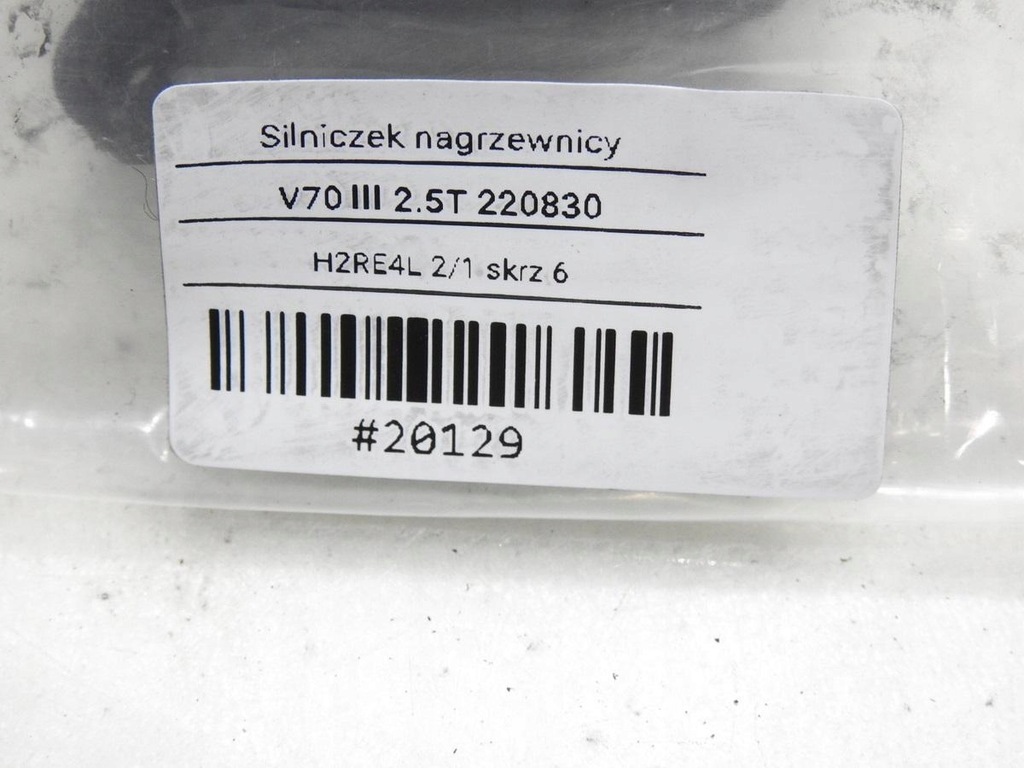 Silniczek nagrzewnicy
V70 III 2.5T 220830
H2RE4L 2/1 skrz 6
#20129